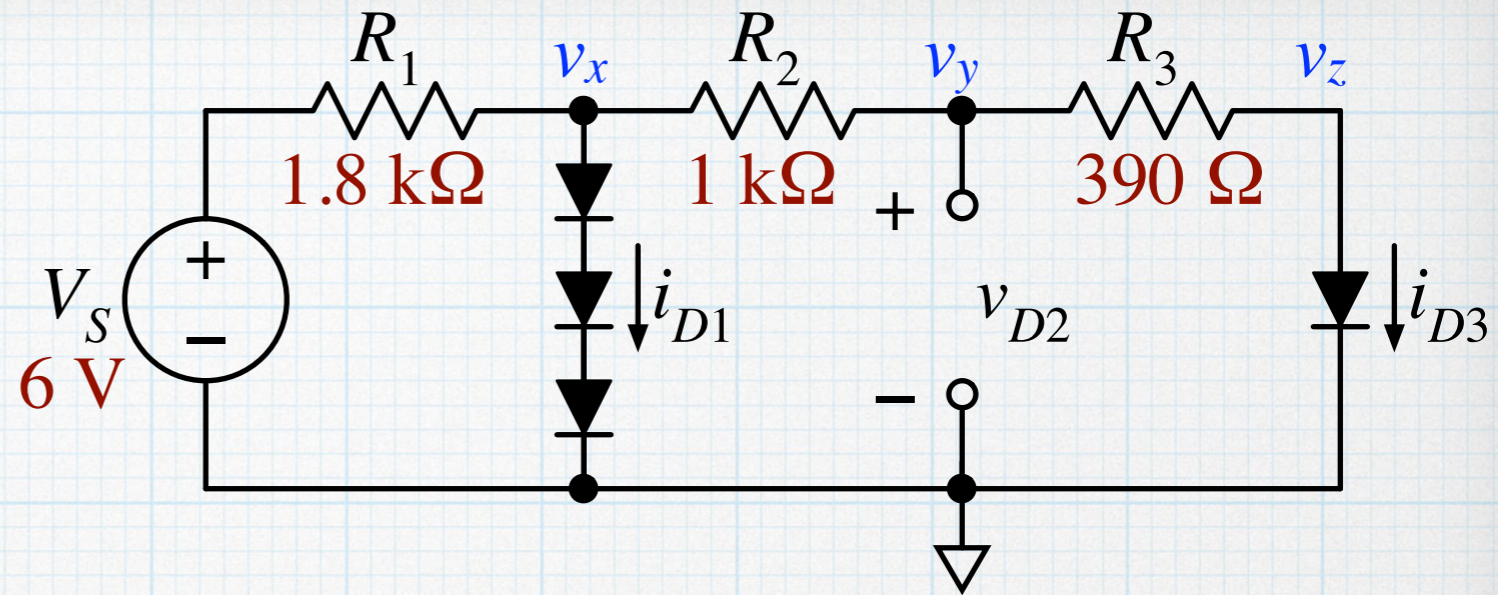 R1
vx
R2
vy
R3
vz
1.8 kΩ
1 kΩ
390 Ω
+
+
VS
iD1
vD2
iD3
−
6 V
−